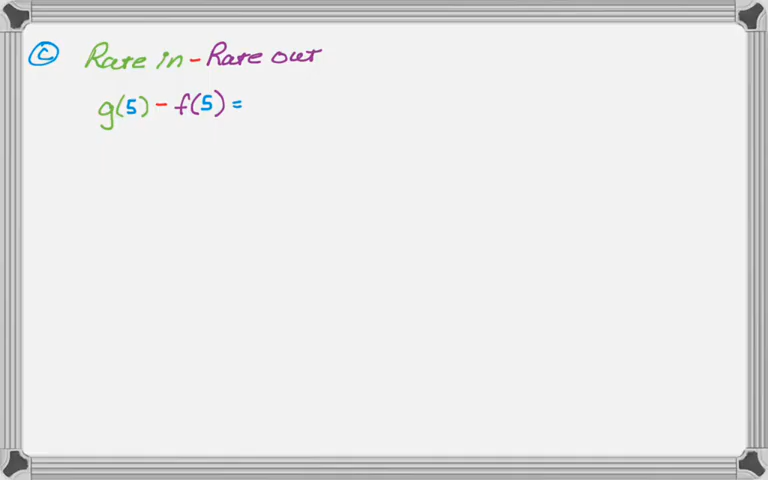 Ⓒ Rate in - Rate out
g(5) - f(5) =